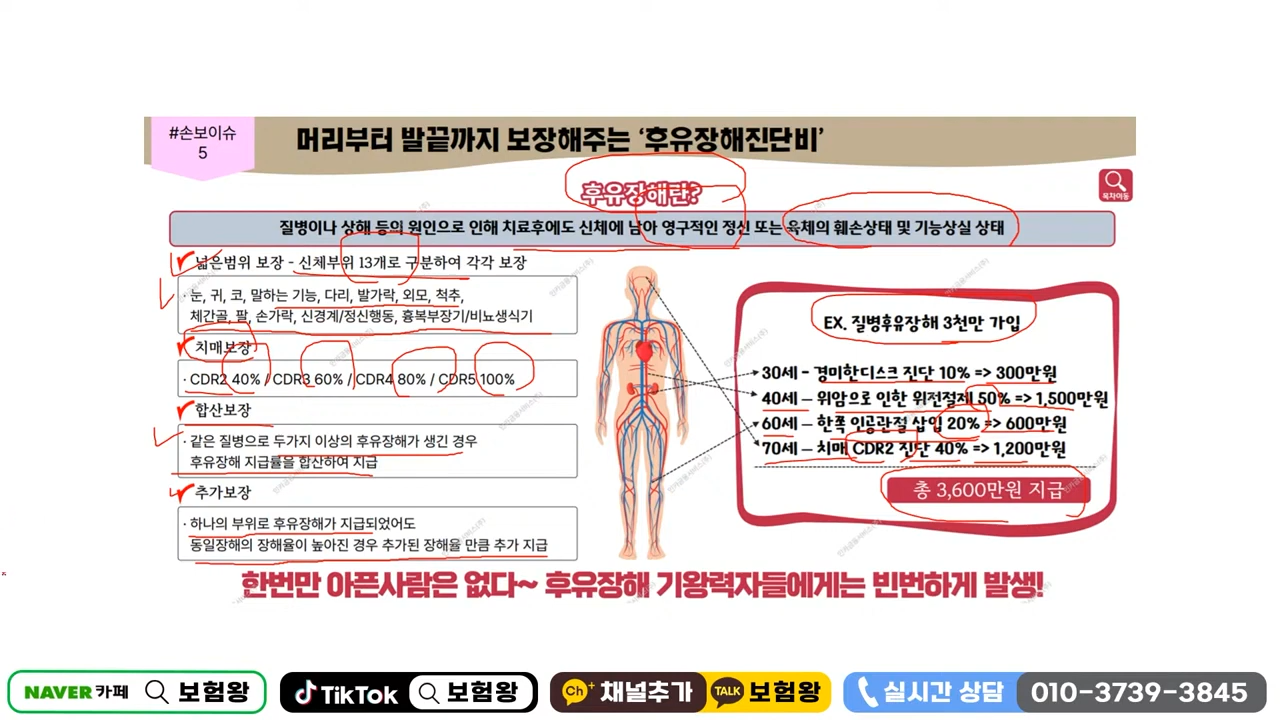 #손보이슈
5
머리부터 발끝까지 보장해주는 '후유장해진단비'
목차이동
후유장해란?
질병이나 상해 등의 원인으로 인해 치료후에도 신체에 남아 영구적인 정신 또는 육체의 훼손상태 및 기능상실 상태
넓은범위 보장 - 신체부위 13개로 구분하여 각각 보장
· 눈, 귀, 코, 말하는 기능, 다리, 발가락, 외모, 척추,
체간골, 팔, 손가락, 신경계/정신행동, 흉복부장기/비뇨생식기
치매보장
· CDR2 40% / CDR3 60% / CDR4 80% / CDR5 100%
합산보장
· 같은 질병으로 두가지 이상의 후유장해가 생긴 경우
후유장해 지급률을 합산하여 지급
추가보장
· 하나의 부위로 후유장해가 지급되었어도
동일장해의 장해율이 높아진 경우 추가된 장해율 만큼 추가 지급
EX. 질병후유장해 3천만 가입
30세 - 경미한디스크 진단 10% => 300만원
40세 – 위암으로 인한 위전절제 50% => 1,500만원
60세 – 한쪽 인공관절 삽입 20% => 600만원
70세 – 치매 CDR2 진단 40% => 1,200만원
총 3,600만원 지급
한번만 아픈사람은 없다~ 후유장해 기왕력자들에게는 빈번하게 발생!
NAVER 카페 보험왕
TikTok 보험왕
Ch+ 채널추가 TALK 보험왕
실시간 상담 010-3739-3845